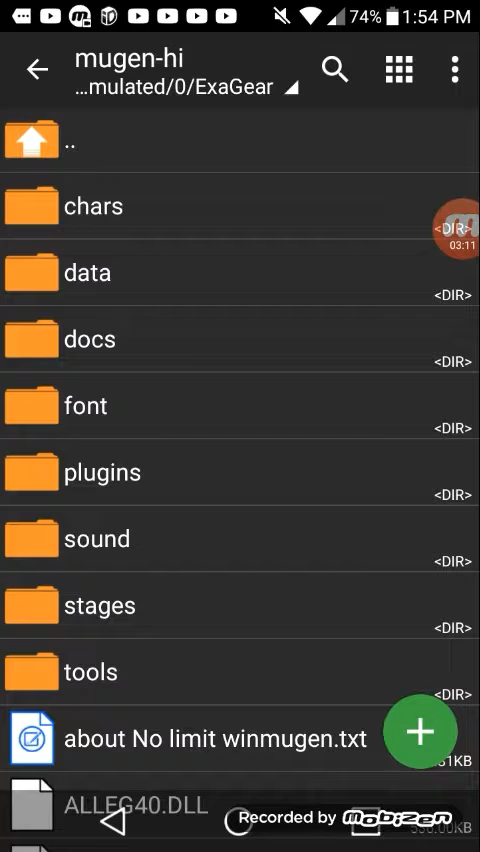 74% 1:54 PM
mugen-hi
...mulated/0/ExaGear
..
chars
<DIR>
03:11
data
<DIR>
docs
<DIR>
font
<DIR>
plugins
<DIR>
sound
<DIR>
stages
<DIR>
tools
<DIR>
about No limit winmugen.txt
ALLEG40.DLL
Recorded by Mobizen